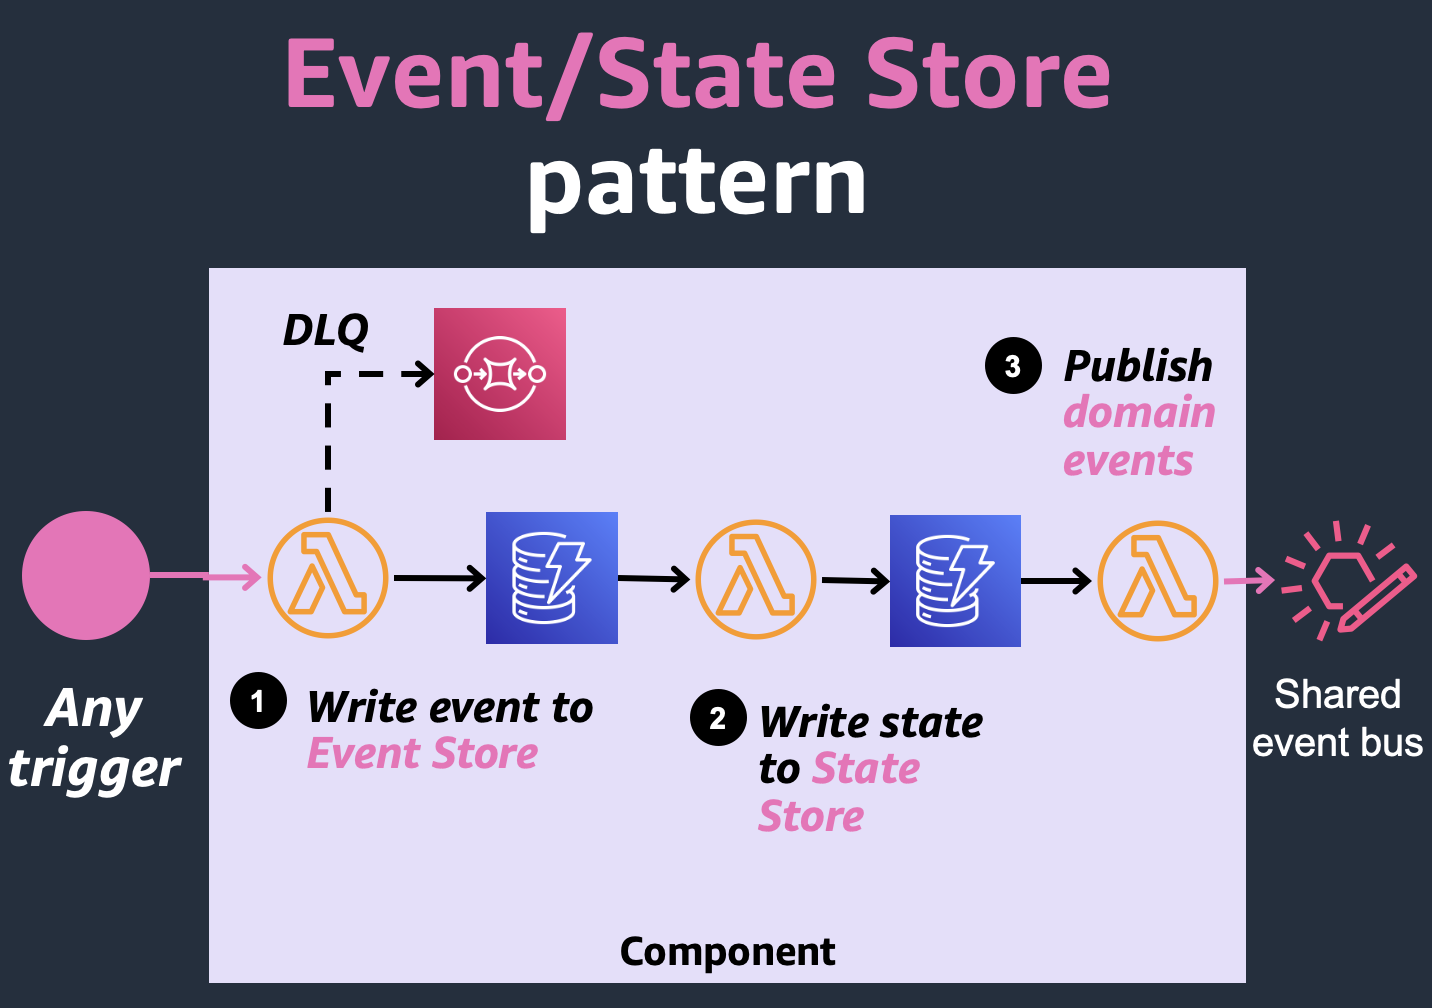 Event/State Store
pattern
DLQ
3 Publish
domain
events
Any
trigger
1 Write event to
Event Store
2 Write state
to State
Store
Shared
event bus
Component